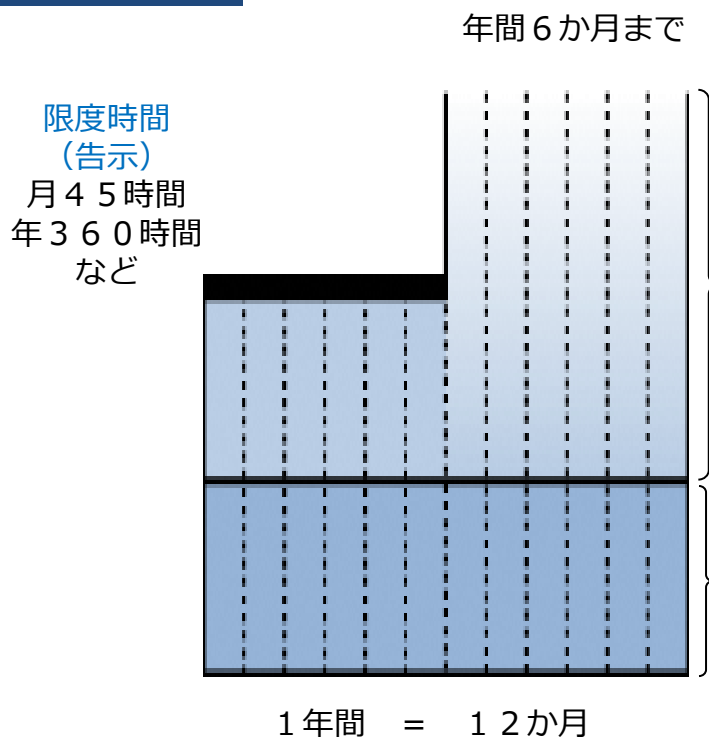 年間６か月まで
限度時間
（告示）
月４５時間
年３６０時間
など
１年間　＝　１２か月